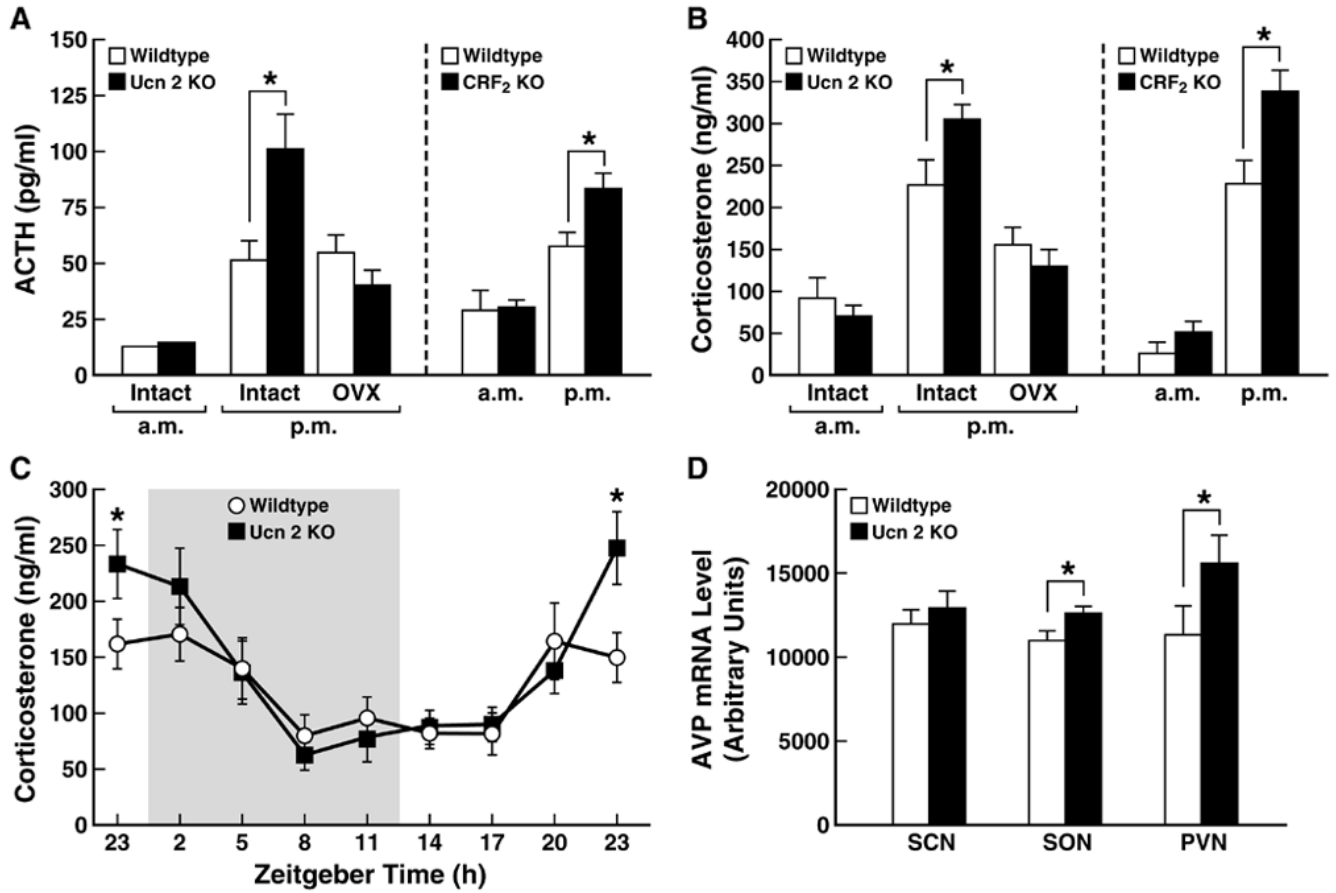 A
ACTH (pg/ml)
150
125
100
75
50
25
0
Wildtype
Ucn 2 KO
*
Wildtype
CRF2 KO
*
Intact
Intact
OVX
a.m.
p.m.
a.m.
p.m.
B
Corticosterone (ng/ml)
400
350
300
250
200
150
100
50
0
Wildtype
Ucn 2 KO
*
Wildtype
CRF2 KO
*
Intact
Intact
OVX
a.m.
p.m.
a.m.
p.m.
C
Corticosterone (ng/ml)
300
250
200
150
100
50
0
Wildtype
Ucn 2 KO
*
*
23 2 5 8 11 14 17 20 23
Zeitgeber Time (h)
D
AVP mRNA Level
(Arbitrary Units)
20000
15000
10000
5000
0
Wildtype
Ucn 2 KO
*
*
SCN SON PVN